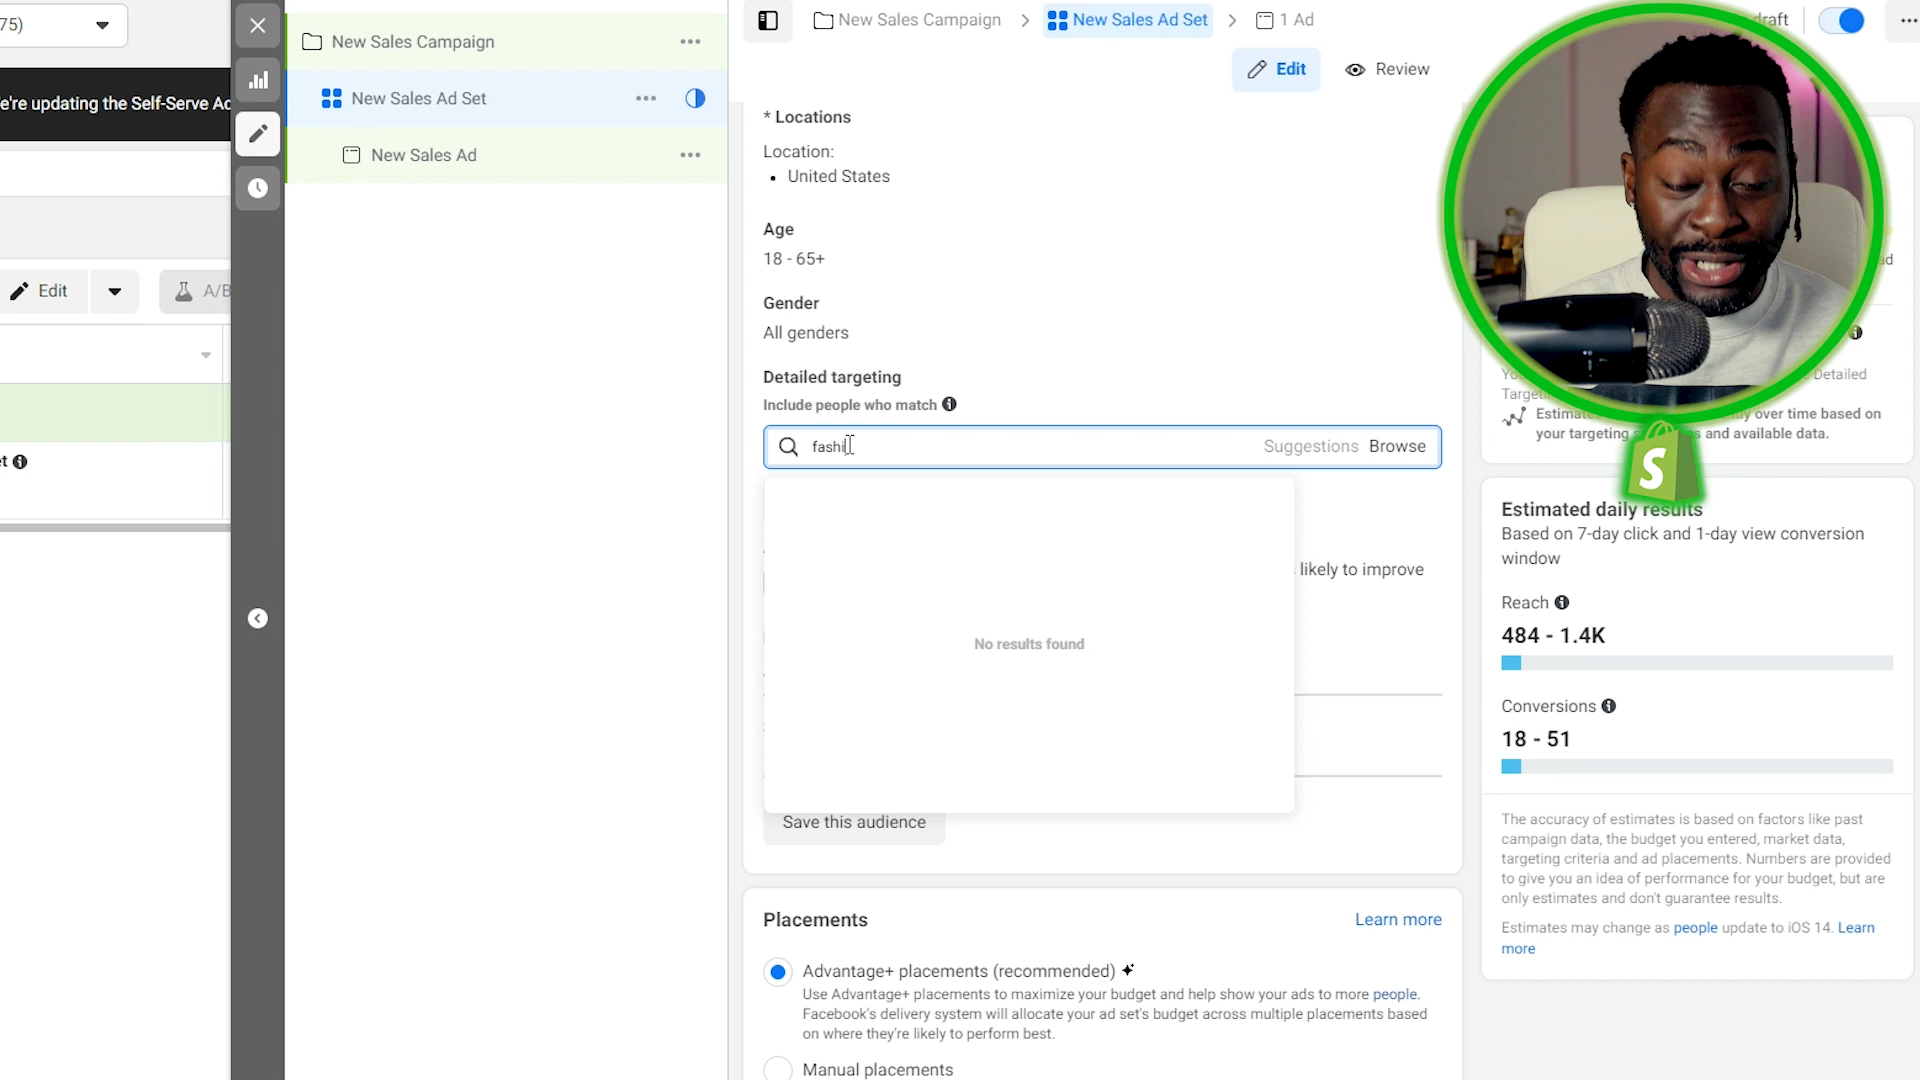 75)
e're updating the Self-Serve Ad
Edit
A/B
et
New Sales Campaign
New Sales Ad Set
New Sales Ad
New Sales Campaign
New Sales Ad Set
1 Ad
draft
Edit
Review
* Locations
Location:
• United States
Age
18 - 65+
Gender
All genders
Detailed targeting
Include people who match
fashi
Suggestions Browse
No results found
likely to improve
Save this audience
Placements
Learn more
Advantage+ placements (recommended)
Use Advantage+ placements to maximize your budget and help show your ads to more people.
Facebook's delivery system will allocate your ad set's budget across multiple placements based
on where they're likely to perform best.
Manual placements
ad
Detailed
Estimates over time based on
your targeting and available data.
S
Estimated daily results
Based on 7-day click and 1-day view conversion
window
Reach
484 - 1.4K
Conversions
18 - 51
The accuracy of estimates is based on factors like past
campaign data, the budget you entered, market data,
targeting criteria and ad placements. Numbers are provided
to give you an idea of performance for your budget, but are
only estimates and don't guarantee results.
Estimates may change as people update to iOS 14. Learn
more